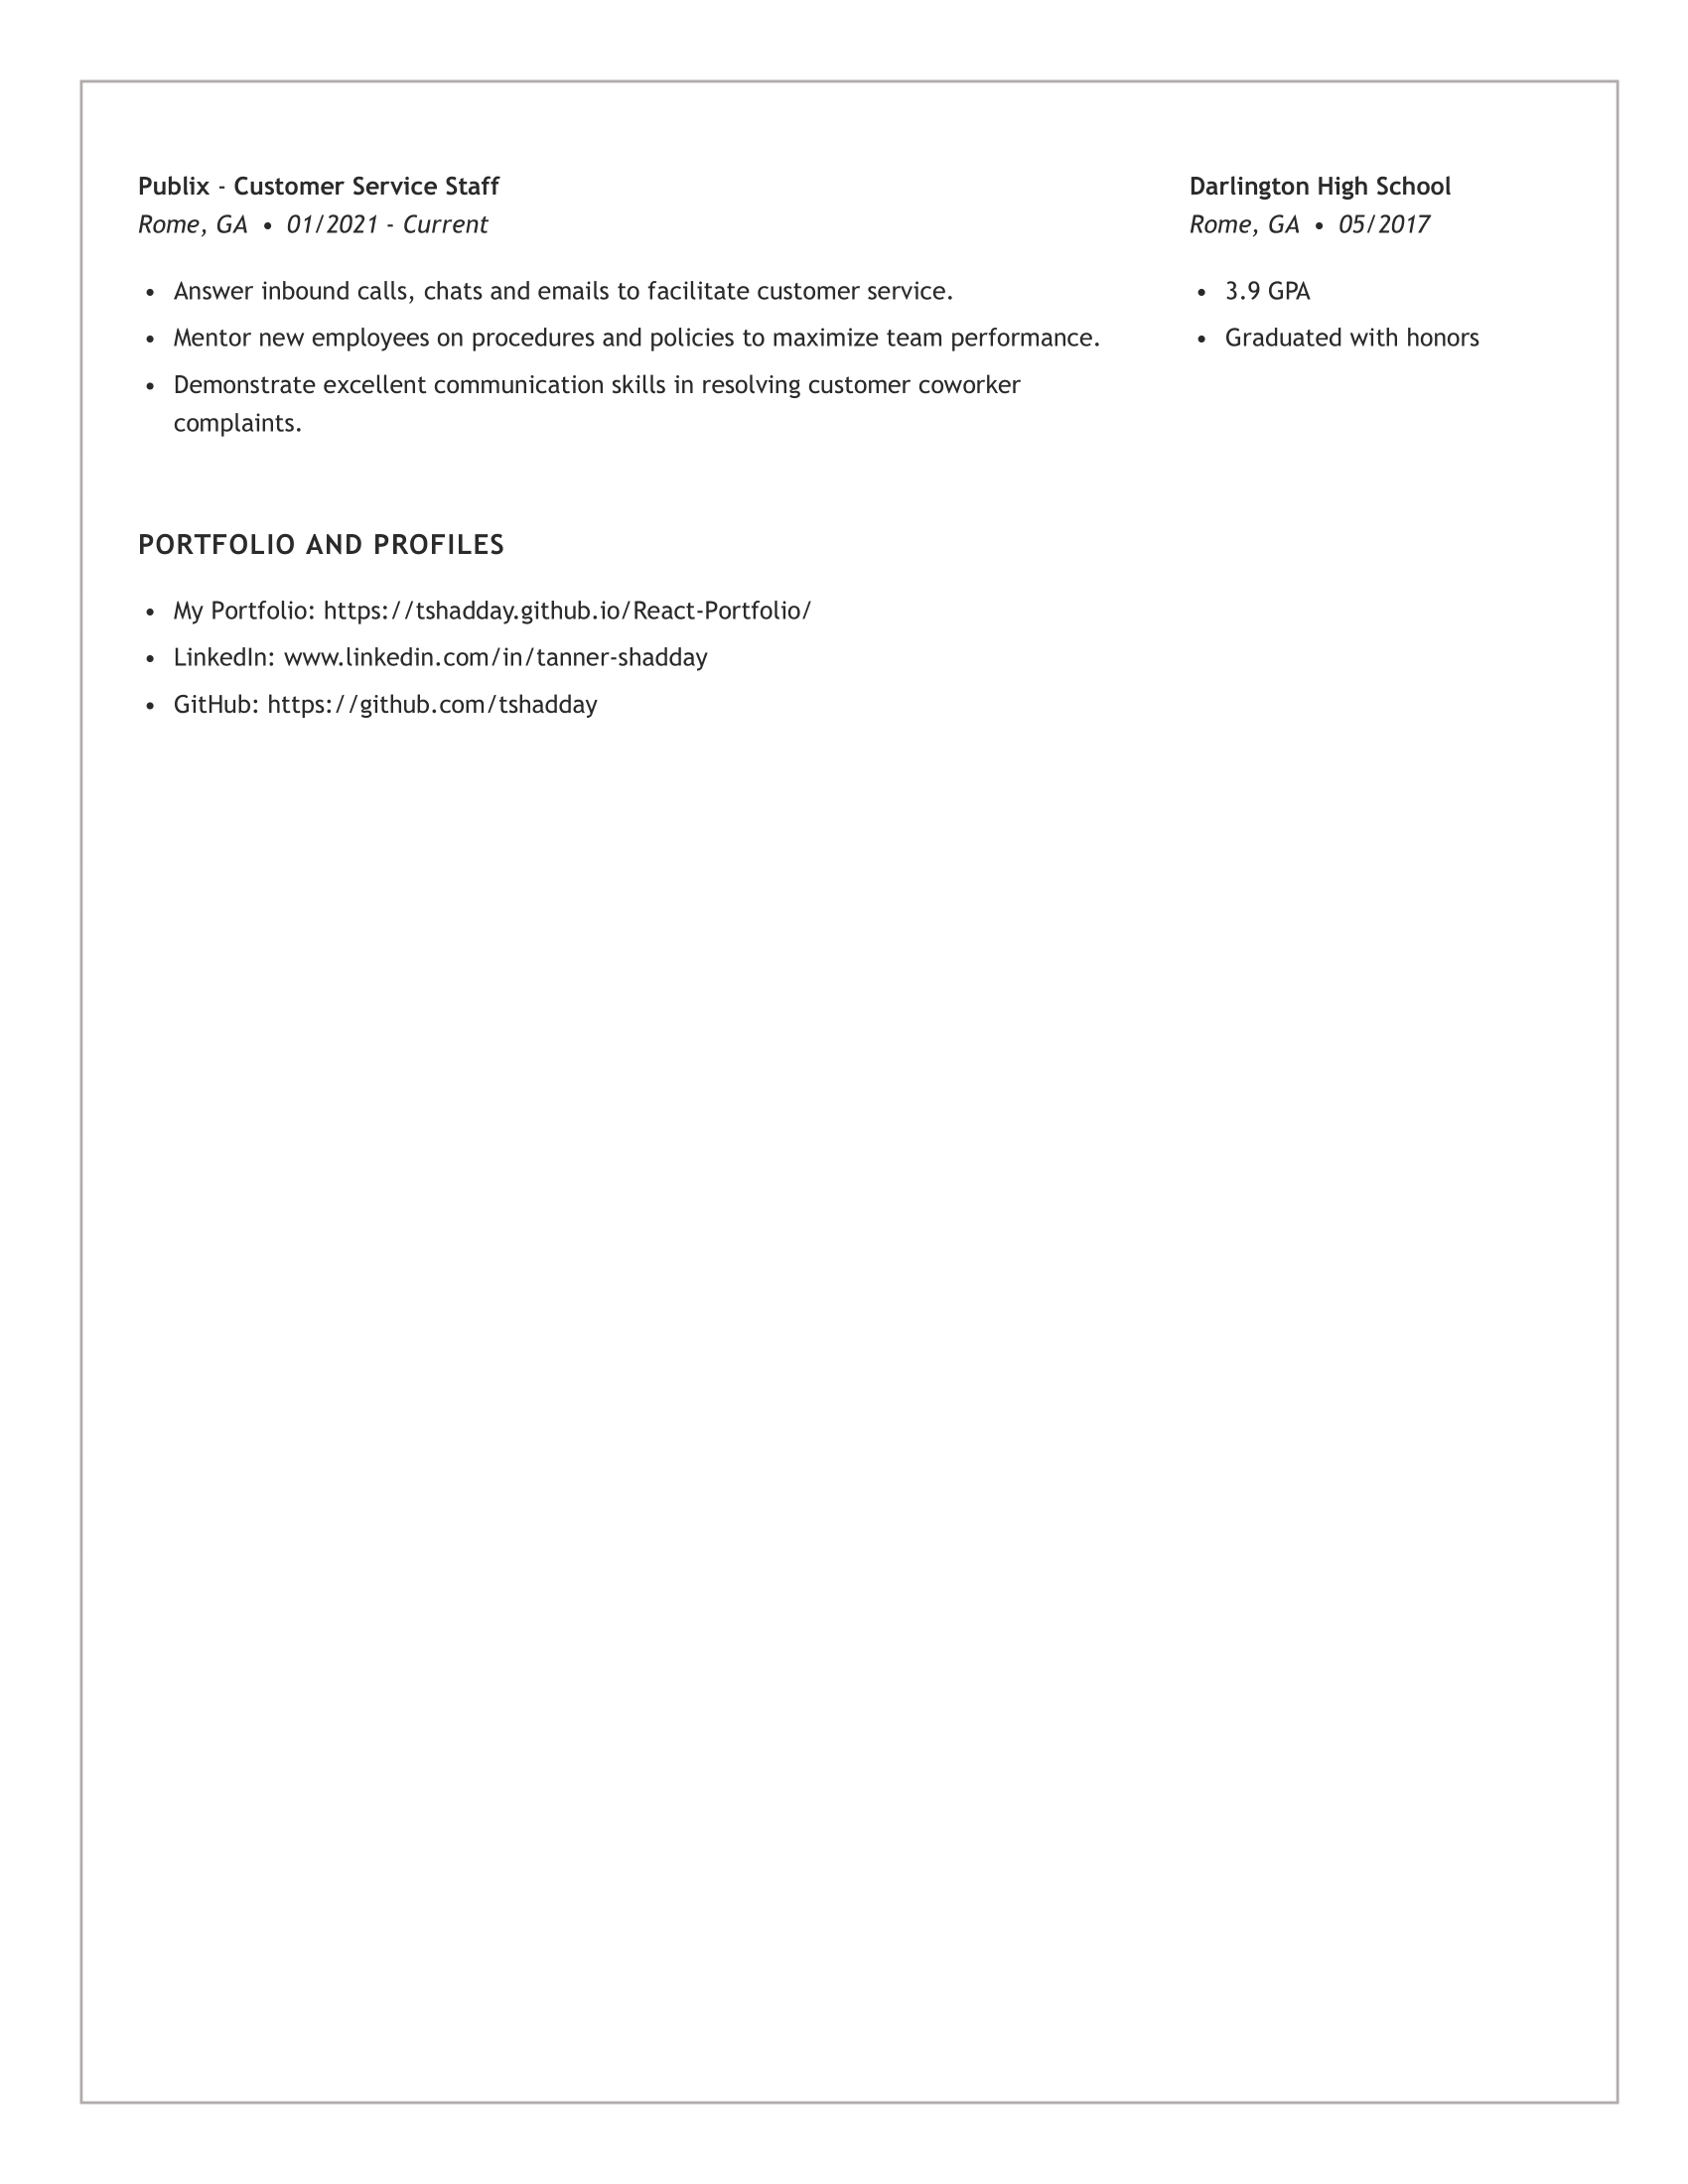 Publix - Customer Service Staff
Rome, GA • 01/2021 - Current
• Answer inbound calls, chats and emails to facilitate customer service.
• Mentor new employees on procedures and policies to maximize team performance.
• Demonstrate excellent communication skills in resolving customer coworker
complaints.
PORTFOLIO AND PROFILES
• My Portfolio: https://tshadday.github.io/React-Portfolio/
• LinkedIn: www.linkedin.com/in/tanner-shadday
• GitHub: https://github.com/tshadday
Darlington High School
Rome, GA • 05/2017
• 3.9 GPA
• Graduated with honors